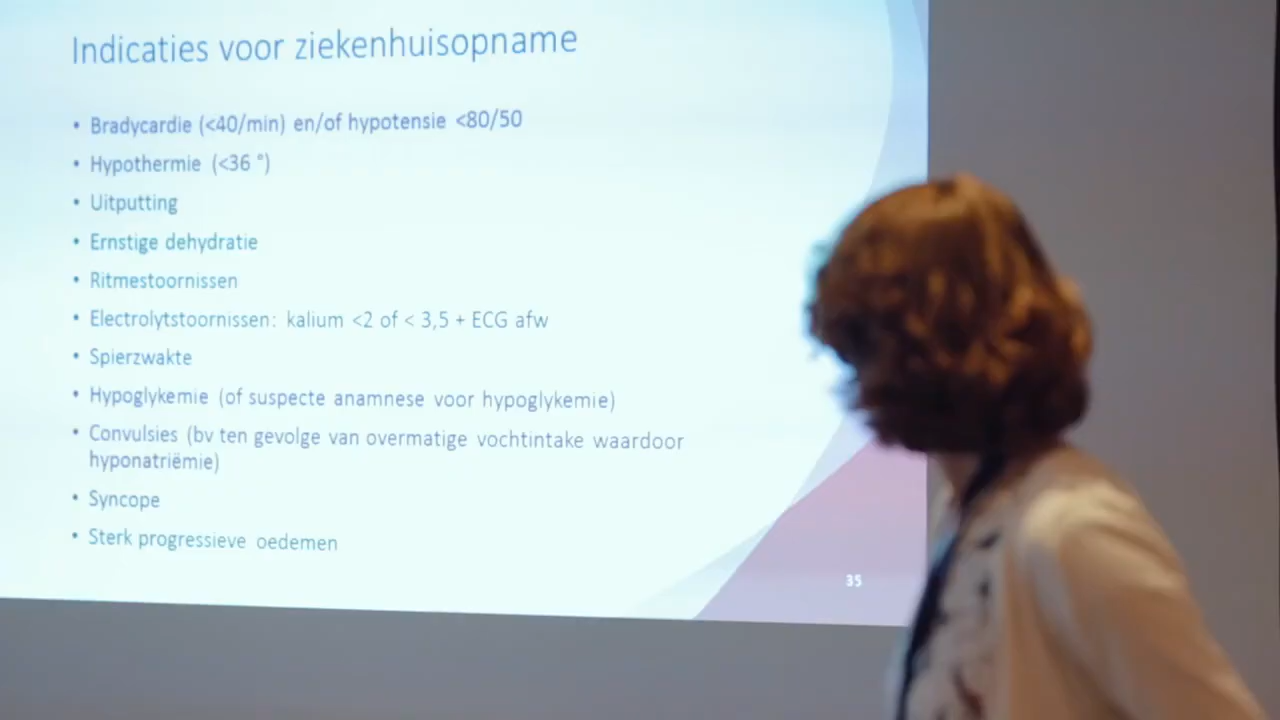 Indicaties voor ziekenhuisopname
• Bradycardie (<40/min) en/of hypotensie <80/50
• Hypothermie (<36 °)
• Uitputting
• Ernstige dehydratie
• Ritmestoornissen
• Electrolytstoornissen: kalium <2 of < 3,5 + ECG afw
• Spierzwakte
• Hypoglykemie (of suspecte anamnese voor hypoglykemie)
• Convulsies (bv ten gevolge van overmatige vochtintake waardoor
hyponatriëmie)
• Syncope
• Sterk progressieve oedemen
35